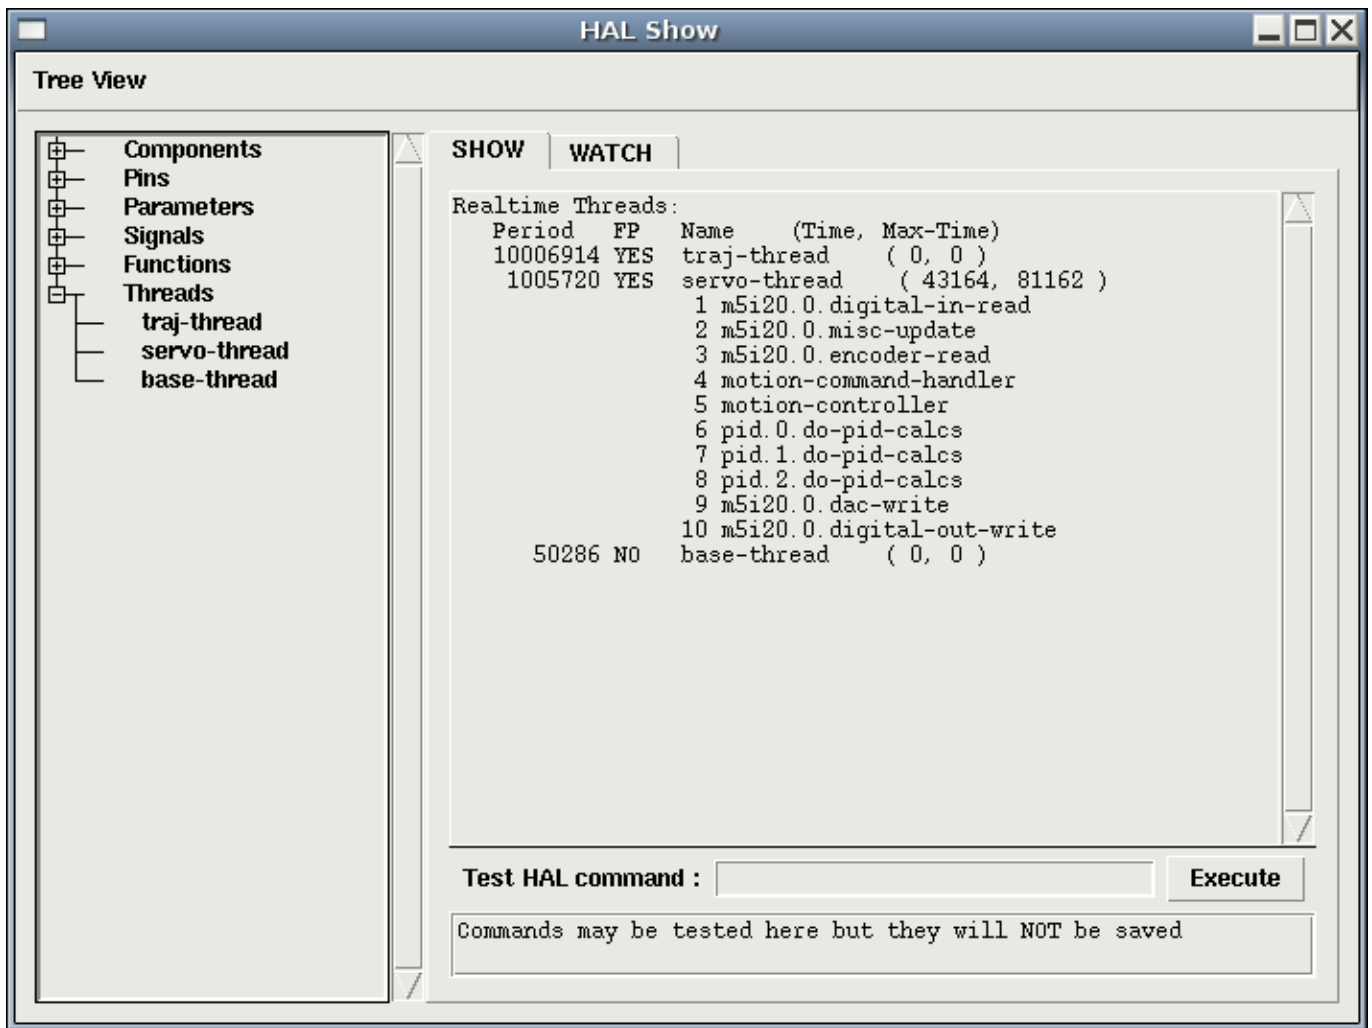 HAL Show
Tree View
Components
Pins
Parameters
Signals
Functions
Threads
traj-thread
servo-thread
base-thread
SHOW WATCH
Realtime Threads:
Period FP Name (Time, Max-Time)
10006914 YES traj-thread ( 0, 0 )
1005720 YES servo-thread ( 43164, 81162 )
1 m5i20.0.digital-in-read
2 m5i20.0.misc-update
3 m5i20.0.encoder-read
4 motion-command-handler
5 motion-controller
6 pid.0.do-pid-calcs
7 pid.1.do-pid-calcs
8 pid.2.do-pid-calcs
9 m5i20.0.dac-write
10 m5i20.0.digital-out-write
50286 NO base-thread ( 0, 0 )
Test HAL command : Execute
Commands may be tested here but they will NOT be saved